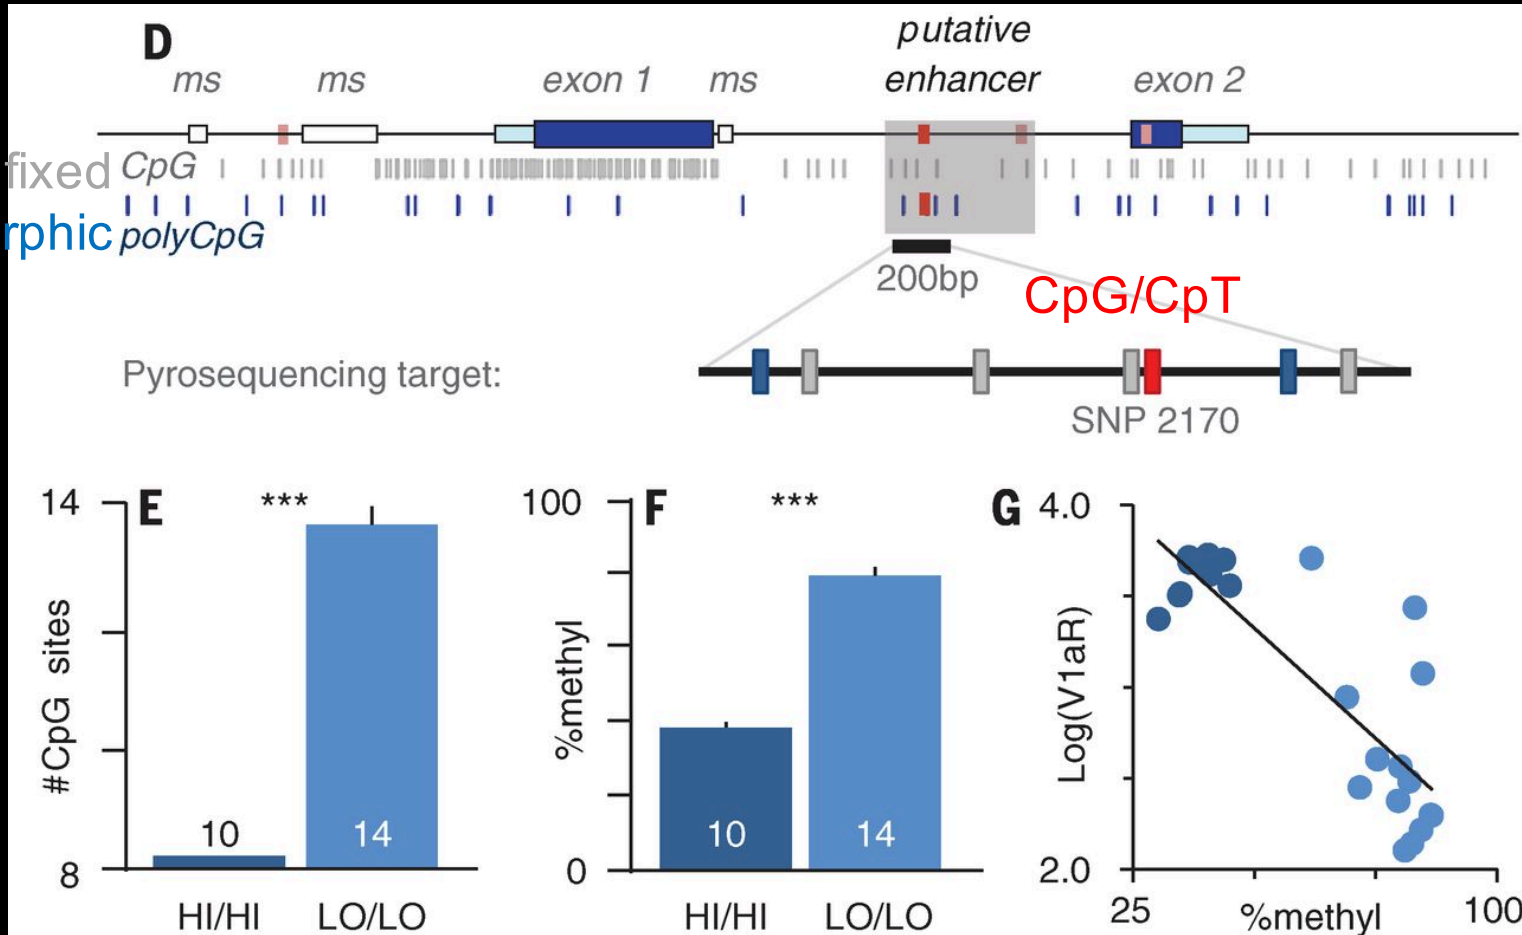 D
putative
ms ms exon 1 ms enhancer exon 2
fixed CpG
rphic polyCpG
200bp
CpG/CpT
Pyrosequencing target:
SNP 2170
E
14
***
#CpG sites
10
14
8
HI/HI LO/LO
F
100
***
%methyl
10
14
0
HI/HI LO/LO
G
4.0
Log(V1aR)
2.0
25 %methyl 100